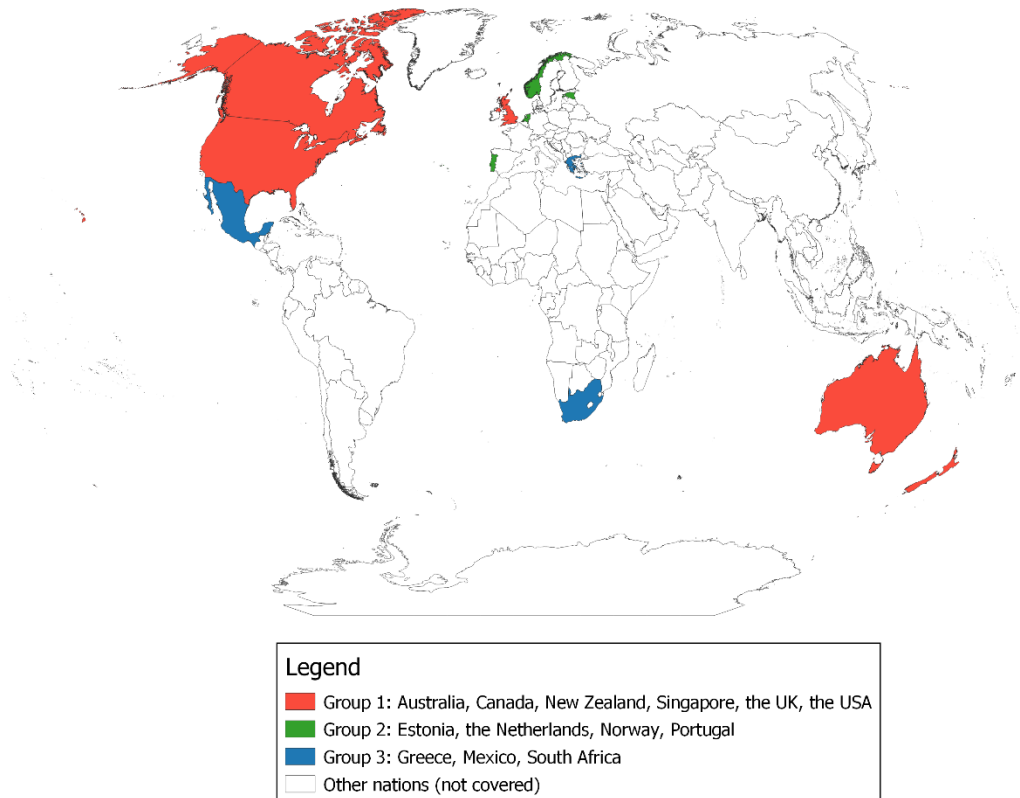 Legend
Group 1: Australia, Canada, New Zealand, Singapore, the UK, the USA
Group 2: Estonia, the Netherlands, Norway, Portugal
Group 3: Greece, Mexico, South Africa
Other nations (not covered)